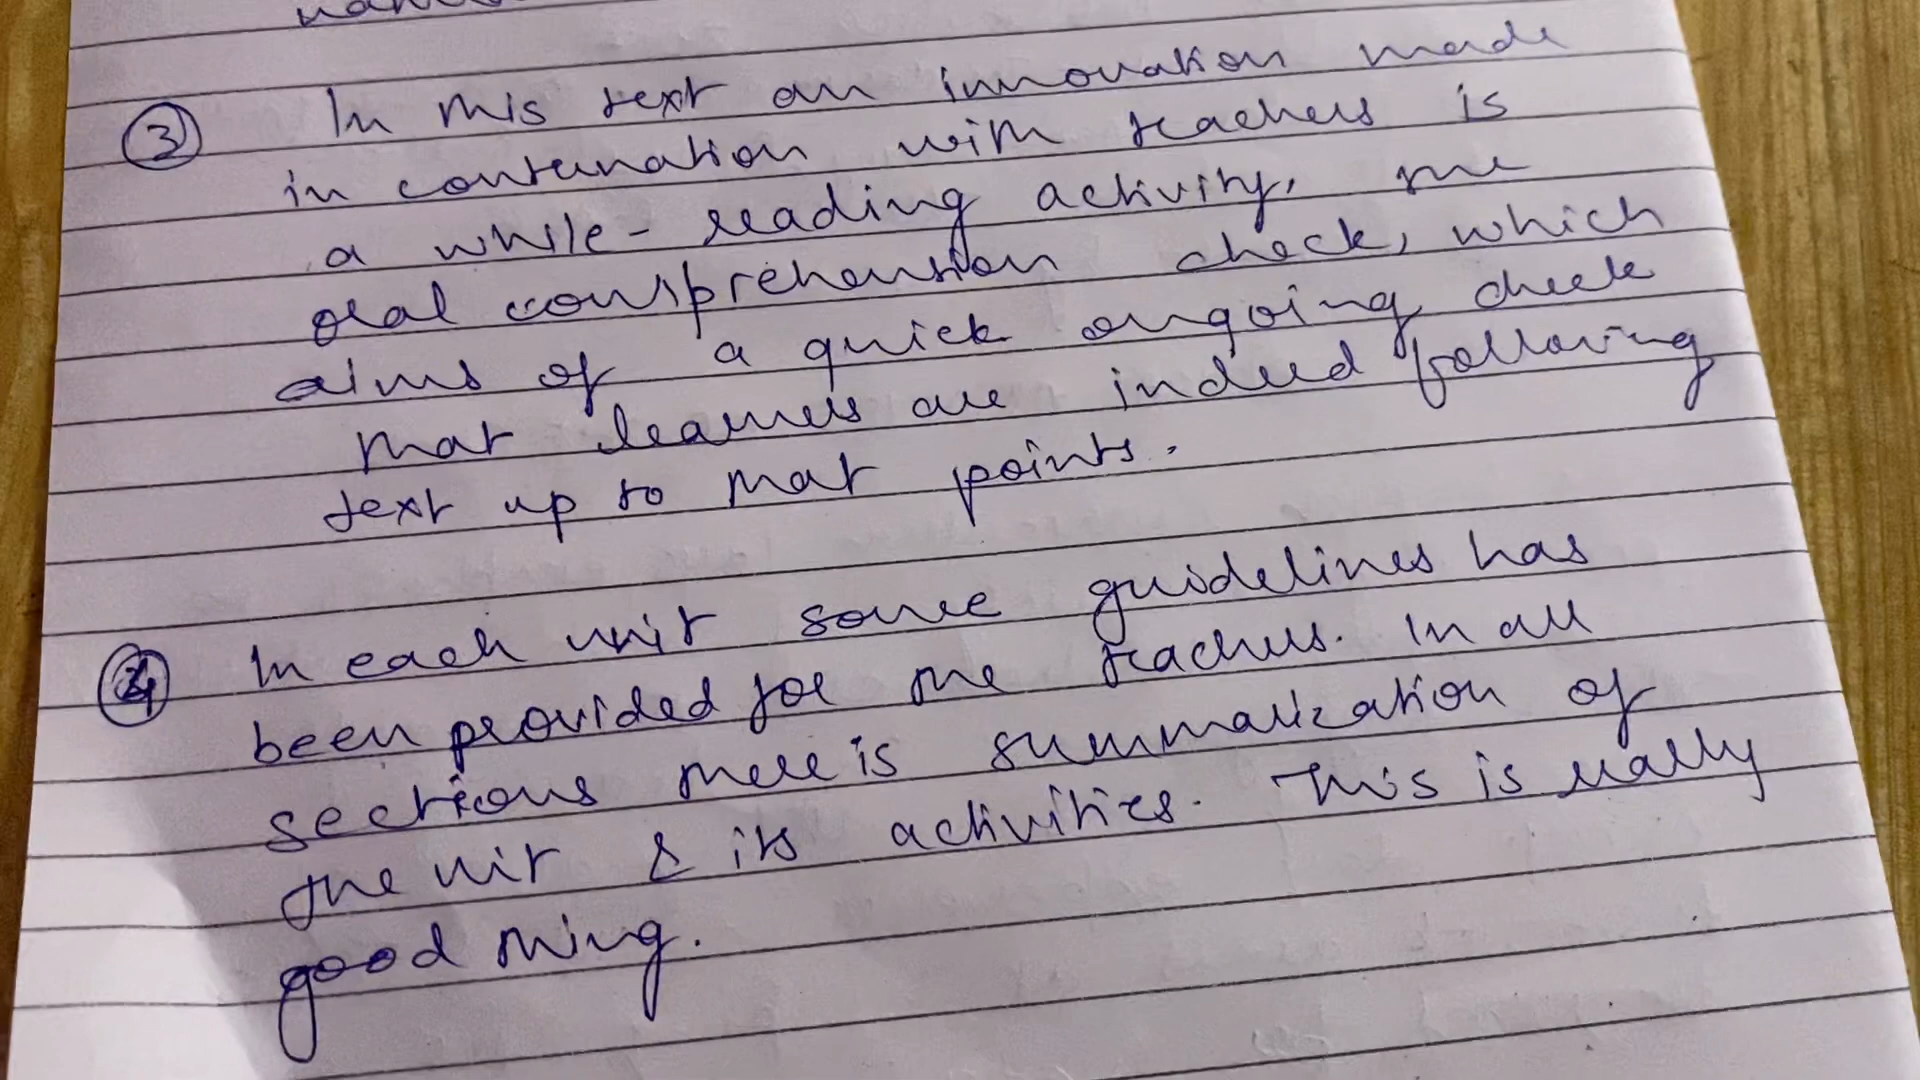 ③ In this text an innovation made
in contunation with teachers is
a while-reading activity, the
oral comprehension check, which
aims of a quick ongoing check
that learners are indeed following
text up to that points.
④ In each unit some guidelines has
been provided for the teachers. In all
sections there is summarization of
the uit & its activities. This is really
good thing.